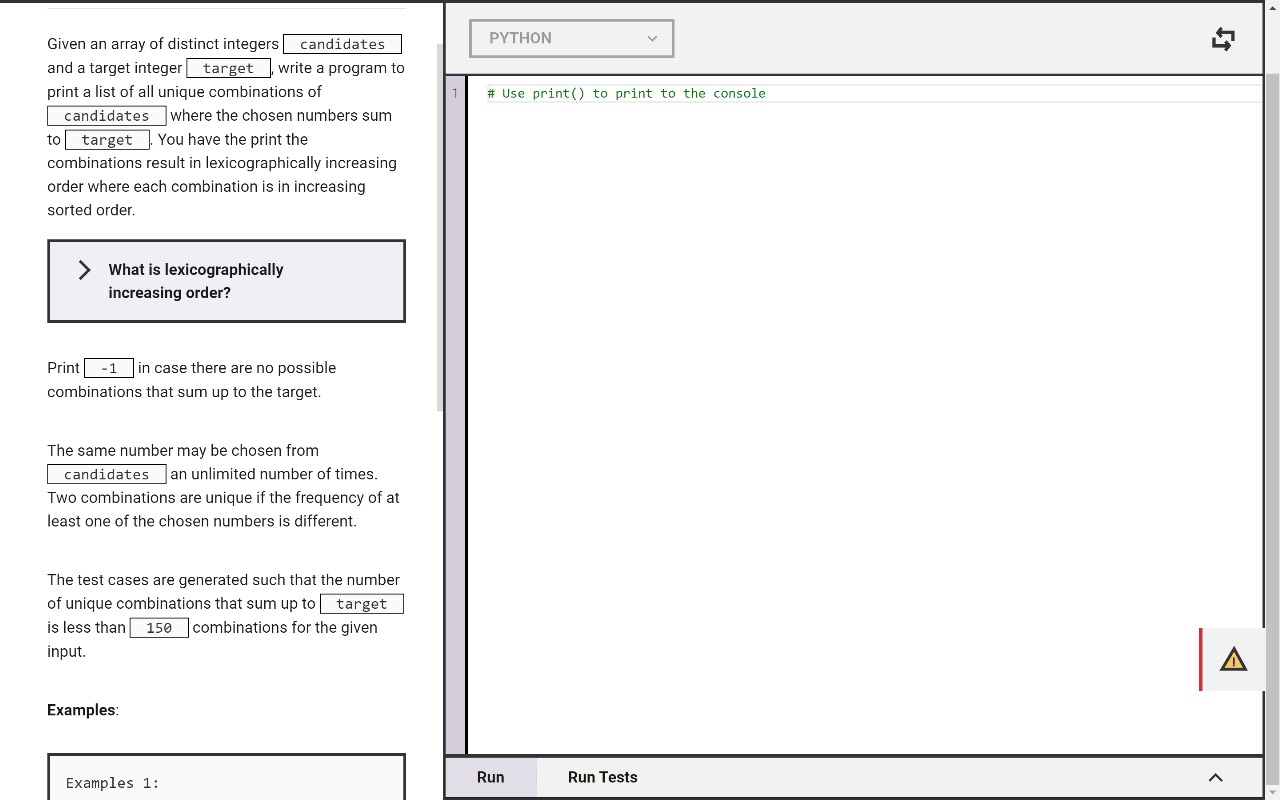 Given an array of distinct integers candidates
and a target integer target, write a program to
print a list of all unique combinations of
candidates where the chosen numbers sum
to target. You have the print the
combinations result in lexicographically increasing
order where each combination is in increasing
sorted order.
What is lexicographically
increasing order?
Print -1 in case there are no possible
combinations that sum up to the target.
The same number may be chosen from
candidates an unlimited number of times.
Two combinations are unique if the frequency of at
least one of the chosen numbers is different.
The test cases are generated such that the number
of unique combinations that sum up to target
is less than 150 combinations for the given
input.
Examples:
Examples 1:
PYTHON
1 # Use print() to print to the console
Run Run Tests